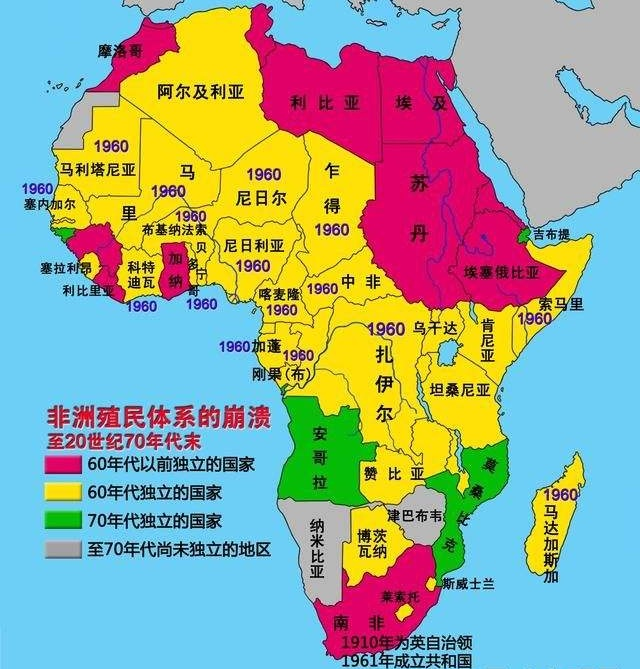 摩洛哥
阿尔及利亚
利比亚
埃及
1960
马利塔尼亚
马里
1960
1960
尼日尔
乍得
1960
苏丹
1960
塞内加尔
1960
布基纳法索
尼日利亚
1960
吉布提
塞拉利昂
科特迪瓦
加纳
多哥
贝宁
中非
1960
埃塞俄比亚
利比里亚
1960
1960
喀麦隆
1960
索马里
1960
1960
加蓬
1960
刚果(布)
1960
扎伊尔
乌干达
肯尼亚
坦桑尼亚
非洲殖民体系的崩溃
至20世纪70年代末
60年代以前独立的国家
60年代独立的国家
70年代独立的国家
至70年代尚未独立的地区
安哥拉
赞比亚
莫桑比克
1960
马达加斯加
纳米比亚
津巴布韦
博茨瓦纳
斯威士兰
莱索托
南非
1910年为英自治领
1961年成立共和国